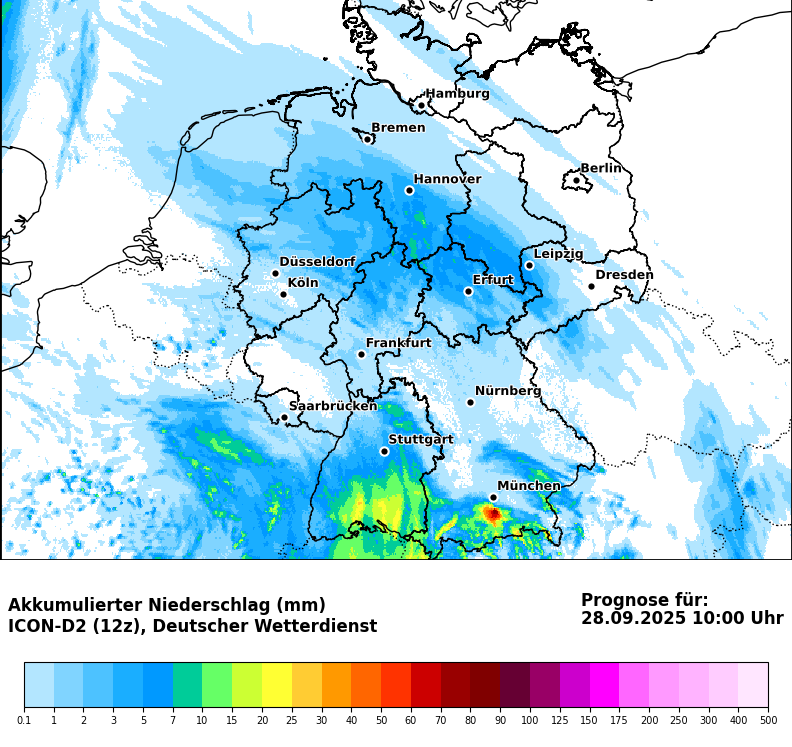 Hamburg
Bremen
Berlin
Hannover
Leipzig
Düsseldorf
Dresden
Köln
Erfurt
Frankfurt
Nürnberg
Saarbrücken
Stuttgart
München
Akkumulierter Niederschlag (mm)
ICON-D2 (12z), Deutscher Wetterdienst
Prognose für:
28.09.2025 10:00 Uhr
0.1 1 2 3 5 7 10 15 20 25 30 40 50 60 70 80 90 100 125 150 175 200 250 300 400 500